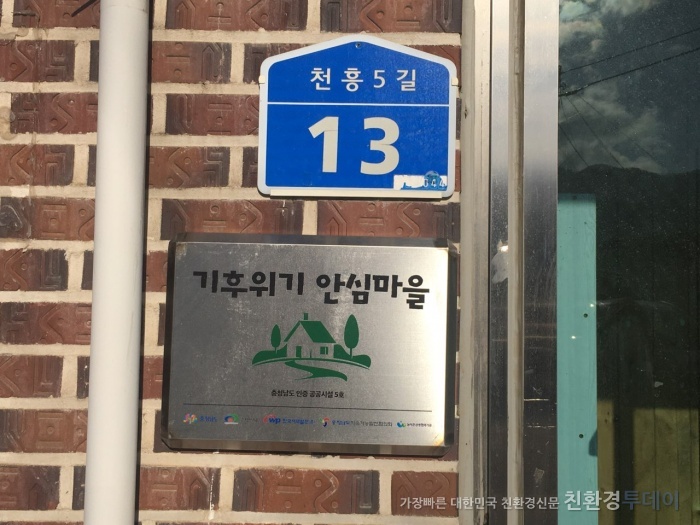 천흥5길
13
644
기후위기 안심마을
충청남도 인증 공공시설 5호
가장빠른 대한민국 친환경신문 친환경투데이